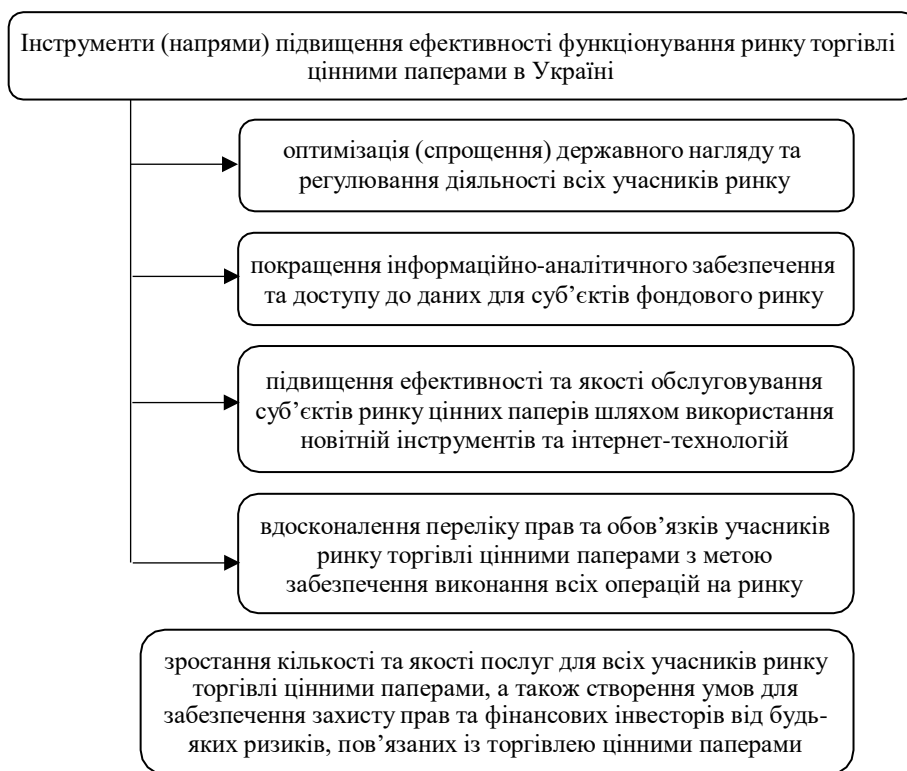 Інструменти (напрями) підвищення ефективності функціонування ринку торгівлі
цінними паперами в Україні
оптимізація (спрощення) державного нагляду та
регулювання діяльності всіх учасників ринку
покращення інформаційно-аналітичного забезпечення
та доступу до даних для суб’єктів фондового ринку
підвищення ефективності та якості обслуговування
суб’єктів ринку цінних паперів шляхом використання
новітній інструментів та інтернет-технологій
вдосконалення переліку прав та обов’язків учасників
ринку торгівлі цінними паперами з метою
забезпечення виконання всіх операцій на ринку
зростання кількості та якості послуг для всіх учасників ринку
торгівлі цінними паперами, а також створення умов для
забезпечення захисту прав та фінансових інвесторів від будь-
яких ризиків, пов’язаних із торгівлею цінними паперами